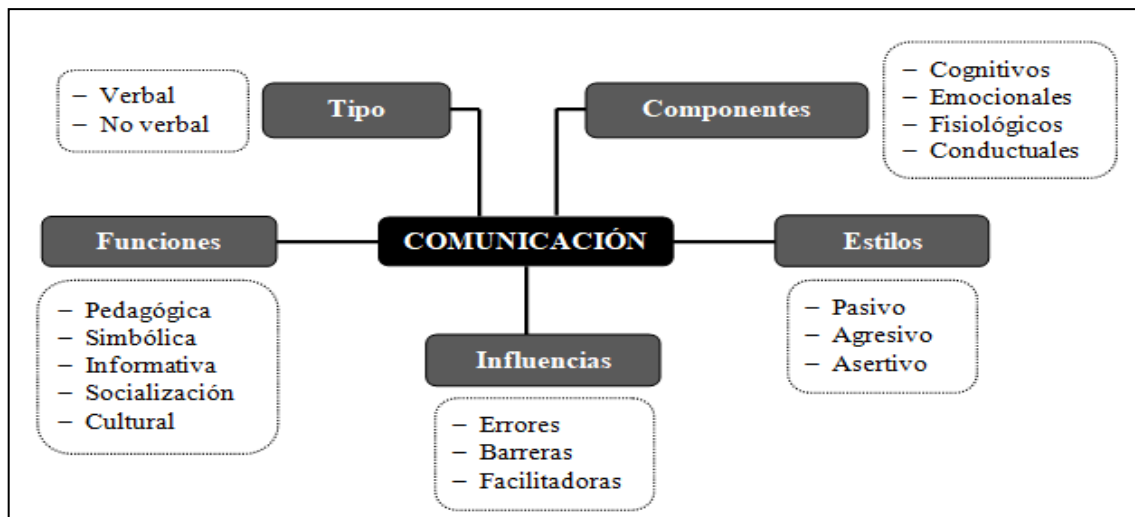 Tipo
– Verbal
– No verbal
Componentes
– Cognitivos
– Emocionales
– Fisiológicos
– Conductuales
COMUNICACIÓN
Funciones
– Pedagógica
– Simbólica
– Informativa
– Socialización
– Cultural
Influencias
– Errores
– Barreras
– Facilitadoras
Estilos
– Pasivo
– Agresivo
– Asertivo